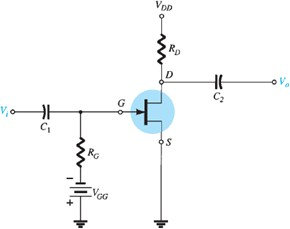 V_DD
R_D
D
C_2
V_o
V_i
C_1
G
S
R_G
−
V_GG
+